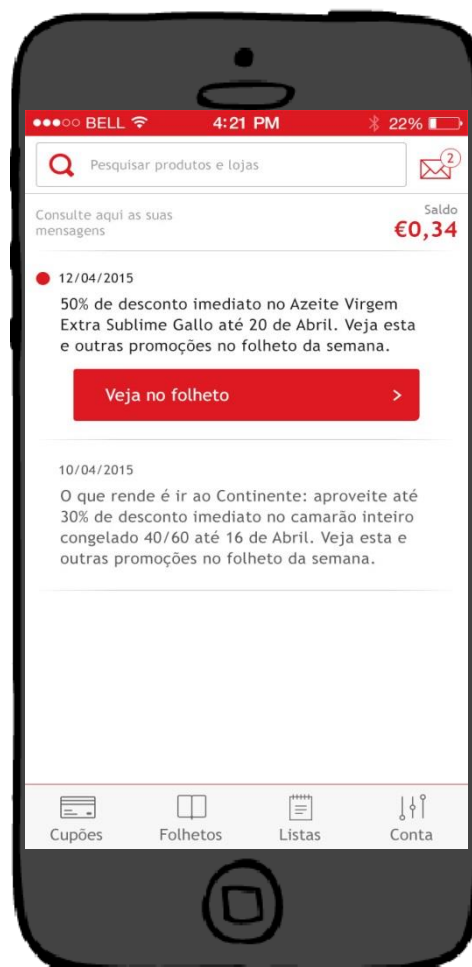 BELL 4:21 PM 22%
Pesquisar produtos e lojas 2
Consulte aqui as suas
mensagens
Saldo
€0,34
12/04/2015
50% de desconto imediato no Azeite Virgem
Extra Sublime Gallo até 20 de Abril. Veja esta
e outras promoções no folheto da semana.
Veja no folheto >
10/04/2015
O que rende é ir ao Continente: aproveite até
30% de desconto imediato no camarão inteiro
congelado 40/60 até 16 de Abril. Veja esta e
outras promoções no folheto da semana.
Cupões Folhetos Listas Conta